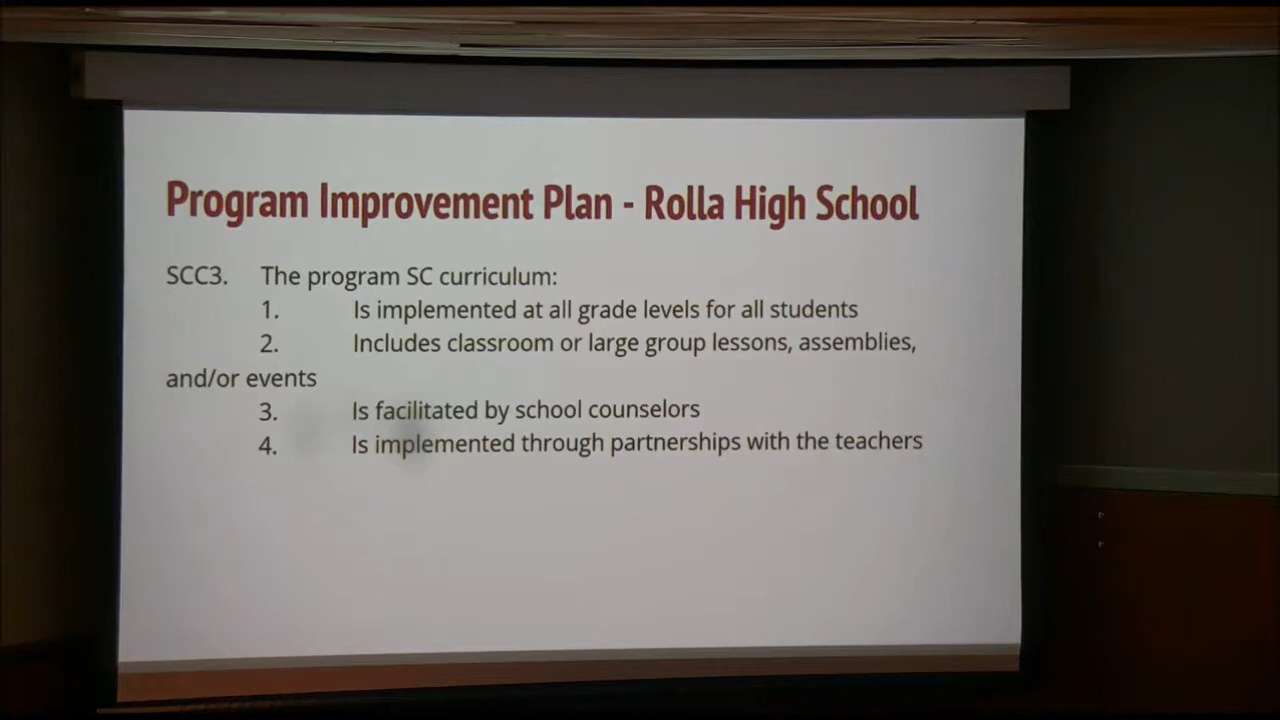 Program Improvement Plan - Rolla High School
SCC3. The program SC curriculum:
1. Is implemented at all grade levels for all students
2. Includes classroom or large group lessons, assemblies,
and/or events
3. Is facilitated by school counselors
4. Is implemented through partnerships with the teachers